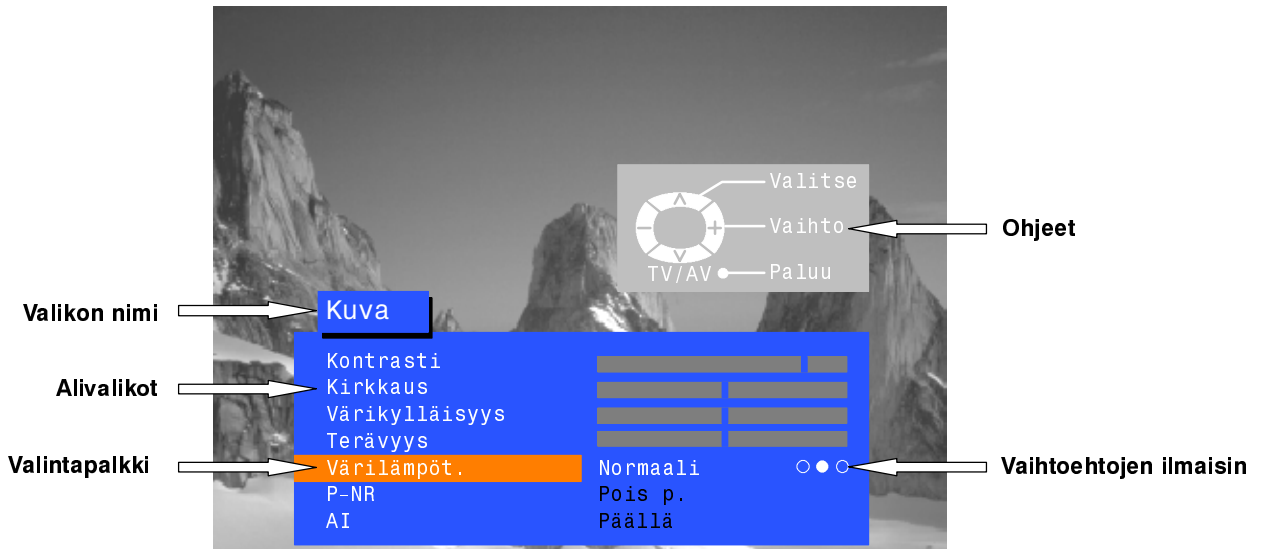 Valitse
Vaihto
Ohjeet
TV/AV Paluu
Valikon nimi
Kuva
Kontrasti
Alivalikot
Kirkkaus
Värikylläisyys
Terävyys
Valintapalkki
Värilämpöt. Normaali
Vaihtoehtojen ilmaisin
P-NR Pois p.
AI Päällä